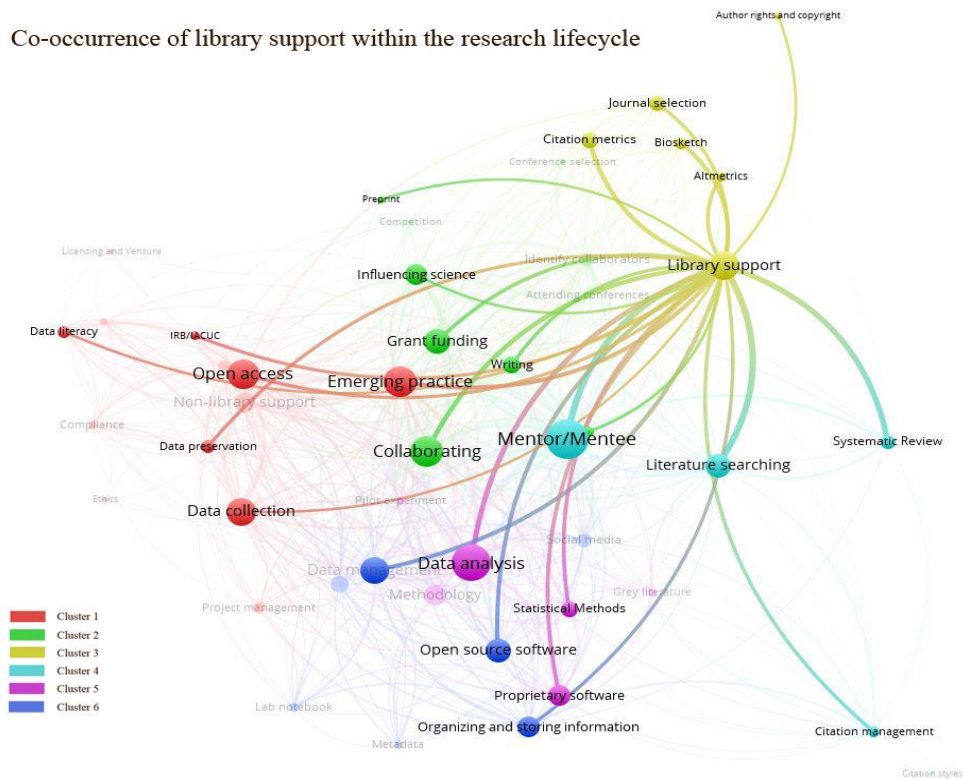 Author rights and copyright
Co-occurrence of library support within the research lifecycle
Journal selection
Citation metrics
Biosketch
Conference selection
Altmetrics
Preprint
Competition
Licensing and Venture
Identify collaborators
Library support
Influencing science
Attending conferences
Data literacy
IRB/IACUC
Grant funding
Writing
Open access
Emerging practice
Non-library support
Compliance
Mentor/Mentee
Systematic Review
Data preservation
Collaborating
Literature searching
Ethics
Pilot experiment
Data collection
Social media
Data management
Data analysis
Methodology
Grey literature
Project management
Statistical Methods
Cluster 1
Cluster 2
Cluster 3
Cluster 4
Cluster 5
Cluster 6
Open source software
Proprietary software
Lab notebook
Organizing and storing information
Citation management
Metadata
Citation styles